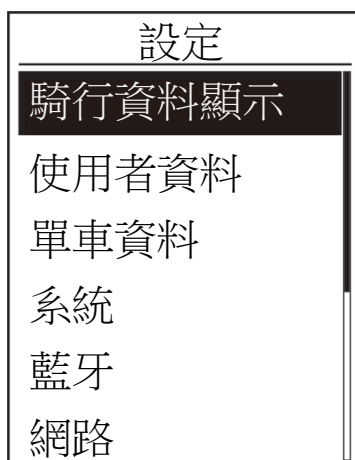 設定
騎行資料顯示
使用者資料
單車資料
系統
藍牙
網路